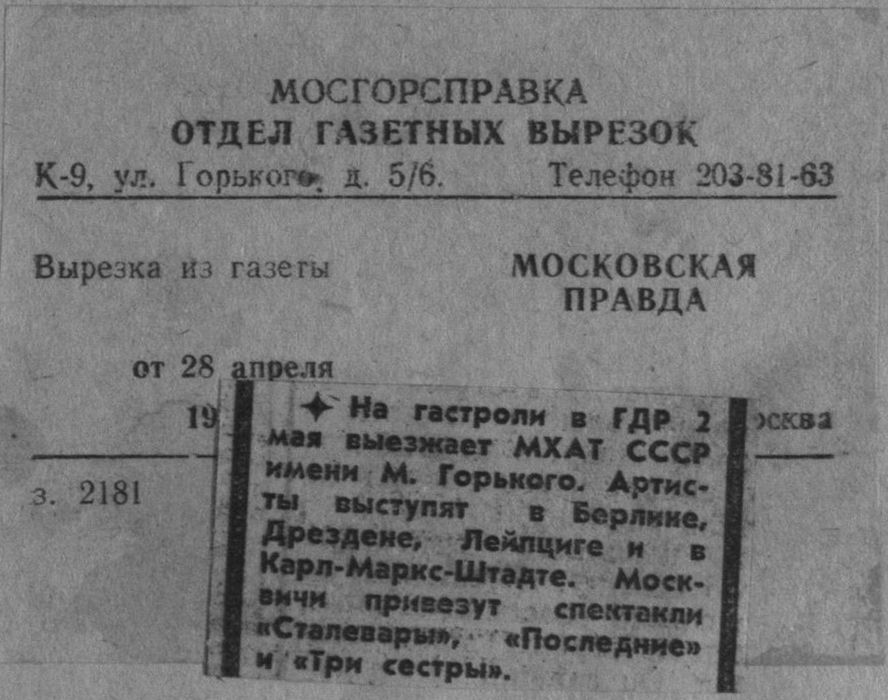 МОСГОРСПРАВКА
ОТДЕЛ ГАЗЕТНЫХ ВЫРЕЗОК
К-9, ул. Горького, д. 5/6. Телефон 203-81-63
Вырезка из газеты МОСКОВСКАЯ
ПРАВДА
от 28 апреля
19 осква
з. 2181
На гастроли в ГДР 2
мая выезжает МХАТ СССР
имени М. Горького. Артис-
ты выступят в Берлине,
Дрездене, Лейпциге и в
Карл-Маркс-Штадте. Моск-
вичи привезут спектакли
«Сталевары», «Последние»
и «Три сестры».